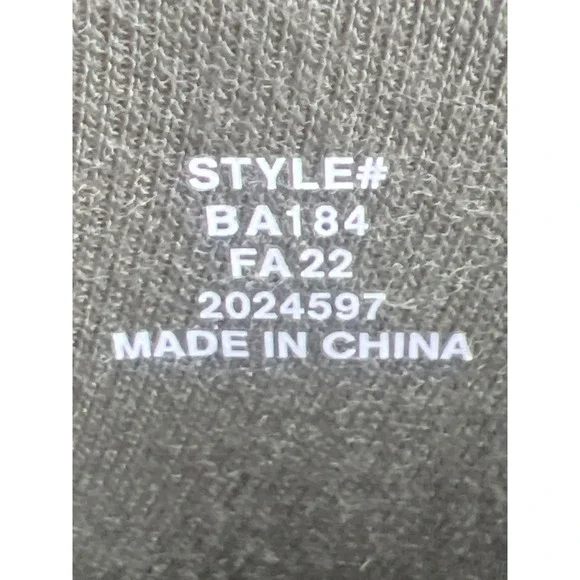 STYLE#
BA184
FA22
2024597
MADE IN CHINA